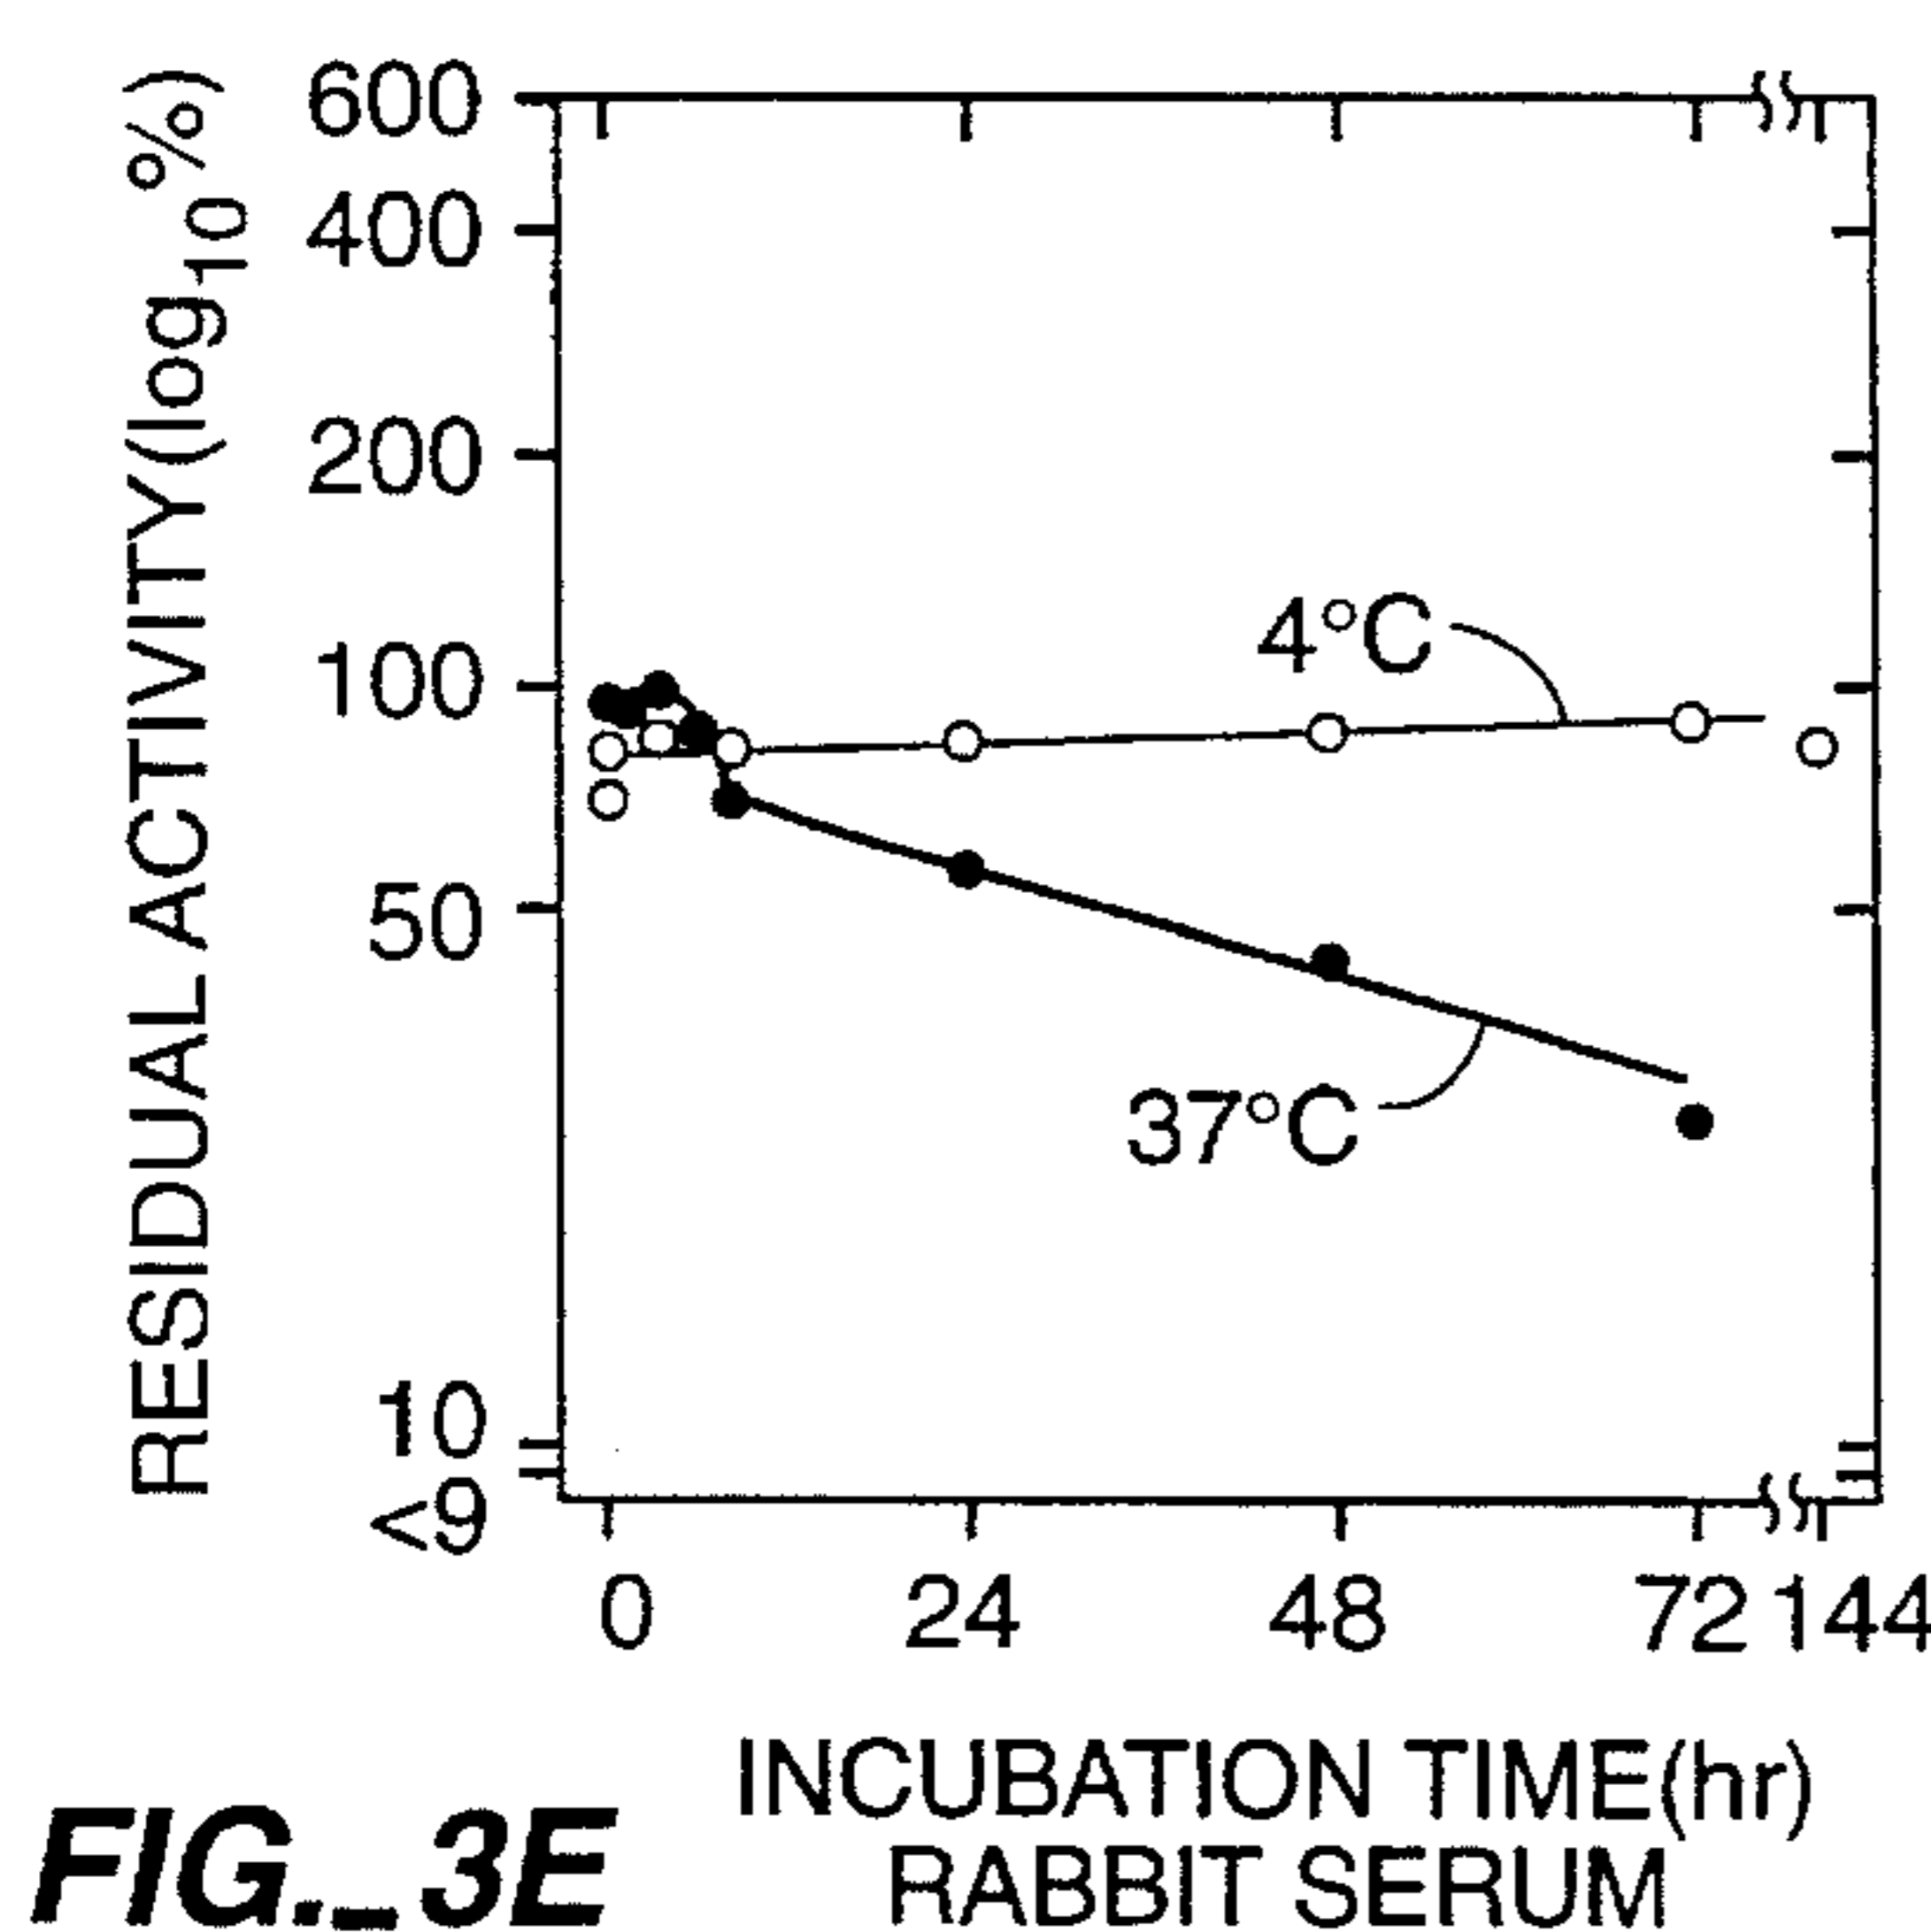 RESIDUAL ACTIVITY(log10%)
600
400
200
100
50
10
<9
4°C
37°C
0 24 48 72 144
INCUBATION TIME(hr)
RABBIT SERUM
FIG._3E